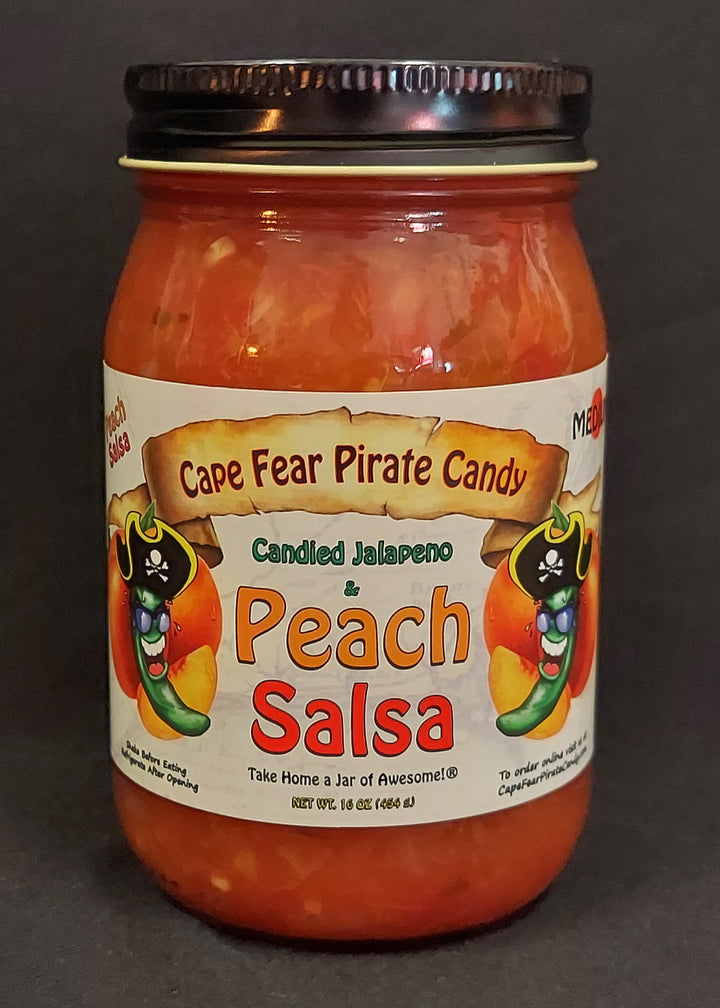 Peach
Salsa
Cape Fear Pirate Candy
Candied Jalapeno
&
Peach
Salsa
Take Home a Jar of Awesome!®
NET WT. 16 OZ (454 g)
Shake Before Eating
Refrigerate After Opening
To order online visit us at
CapeFearPirateCandy.com